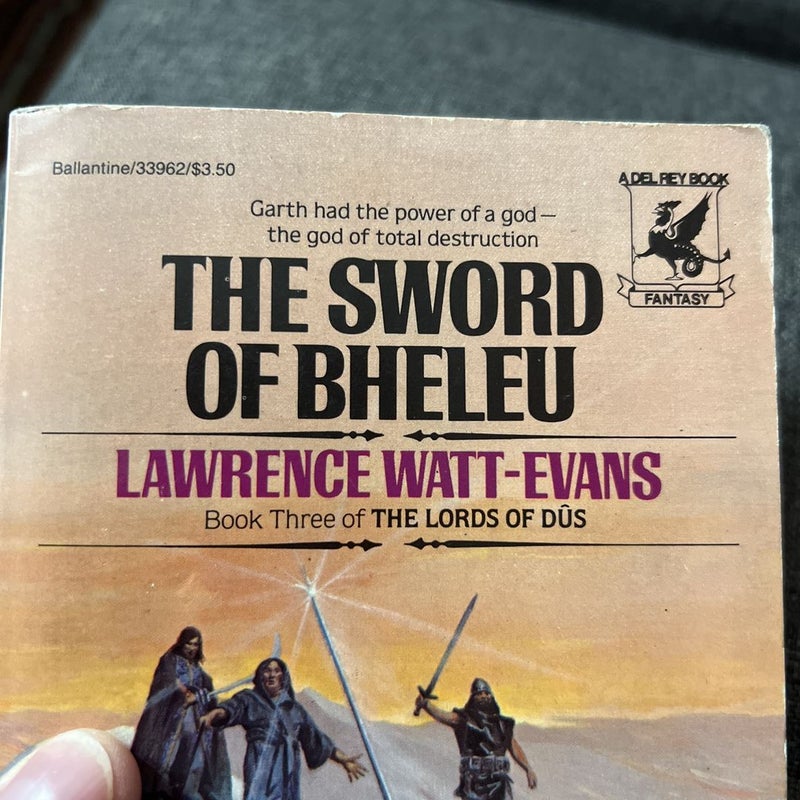 Ballantine/33962/$3.50
A DEL REY BOOK
FANTASY
Garth had the power of a god—
the god of total destruction
THE SWORD
OF BHELEU
LAWRENCE WATT-EVANS
Book Three of THE LORDS OF DÛS